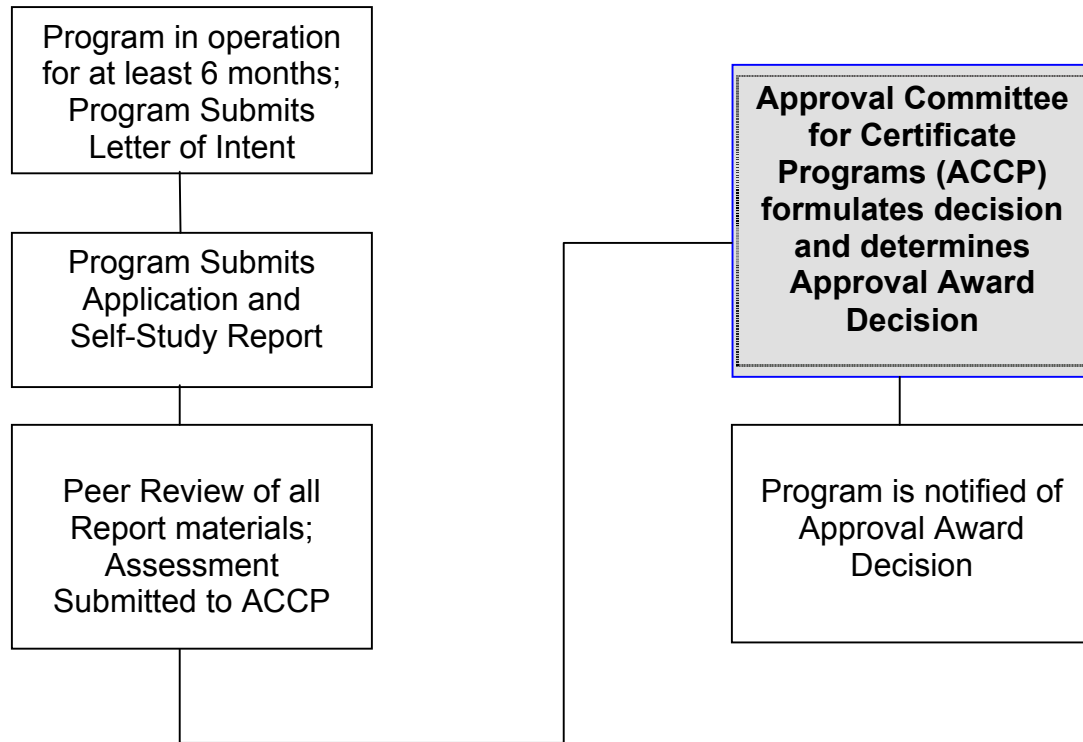 Program in operation
for at least 6 months;
Program Submits
Letter of Intent
Program Submits
Application and
Self-Study Report
Peer Review of all
Report materials;
Assessment
Submitted to ACCP
Approval Committee
for Certificate
Programs (ACCP)
formulates decision
and determines
Approval Award
Decision
Program is notified of
Approval Award
Decision